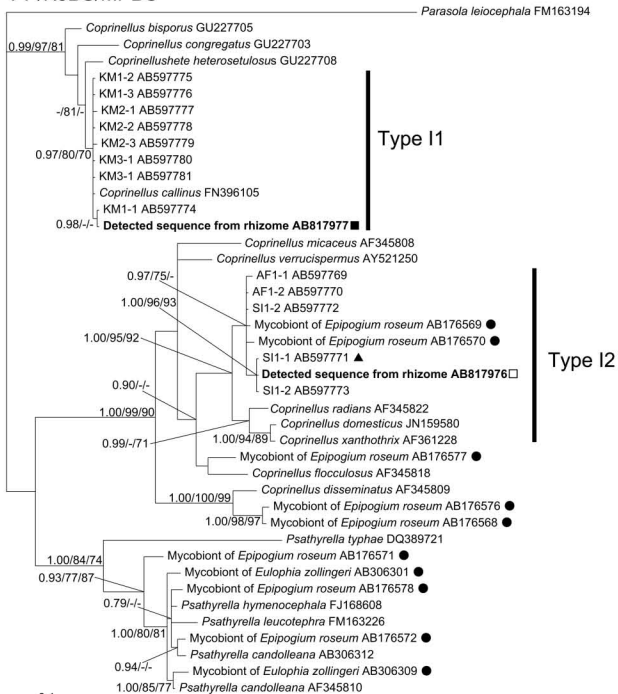 Parasola leiocephala FM163194
Coprinellus bisporus GU227705
0.99/97/81
Coprinellus congregatus GU227703
Coprinellushete heterosetulosus GU227708
KM1-2 AB597775
KM1-3 AB597776
KM2-1 AB597777
-/81/-
KM2-2 AB597778
Type I1
KM2-3 AB597779
0.97/80/70
KM3-1 AB597780
KM3-1 AB597781
Coprinellus callinus FN396105
KM1-1 AB597774
0.98/-/-
Detected sequence from rhizome AB817977
Coprinellus micaceus AF345808
Coprinellus verrucispermus AY521250
0.97/75/-
AF1-1 AB597769
AF1-2 AB597770
1.00/96/93
SI1-2 AB597772
Mycobiont of Epipogium roseum AB176569
1.00/95/92
Mycobiont of Epipogium roseum AB176570
SI1-1 AB597771
Type I2
Detected sequence from rhizome AB817976
0.90/-/-
SI1-2 AB597773
1.00/99/90
Coprinellus radians AF345822
Coprinellus domesticus JN159580
0.99/-/71
1.00/94/89
Coprinellus xanthothrix AF361228
Mycobiont of Epipogium roseum AB176577
Coprinellus flocculosus AF345818
Coprinellus disseminatus AF345809
1.00/100/99
Mycobiont of Epipogium roseum AB176576
1.00/98/97
Mycobiont of Epipogium roseum AB176568
Psathyrella typhae DQ389721
1.00/84/74
Mycobiont of Epipogium roseum AB176571
0.93/77/87
Mycobiont of Eulophia zollingeri AB306301
Mycobiont of Epipogium roseum AB176578
0.79/-/-
Psathyrella hymenocephala FJ168608
Psathyrella leucotephra FM163226
1.00/80/81
Mycobiont of Epipogium roseum AB176572
Psathyrella candolleana AB306312
0.94/-/-
Mycobiont of Eulophia zollingeri AB306309
1.00/85/77
Psathyrella candolleana AF345810